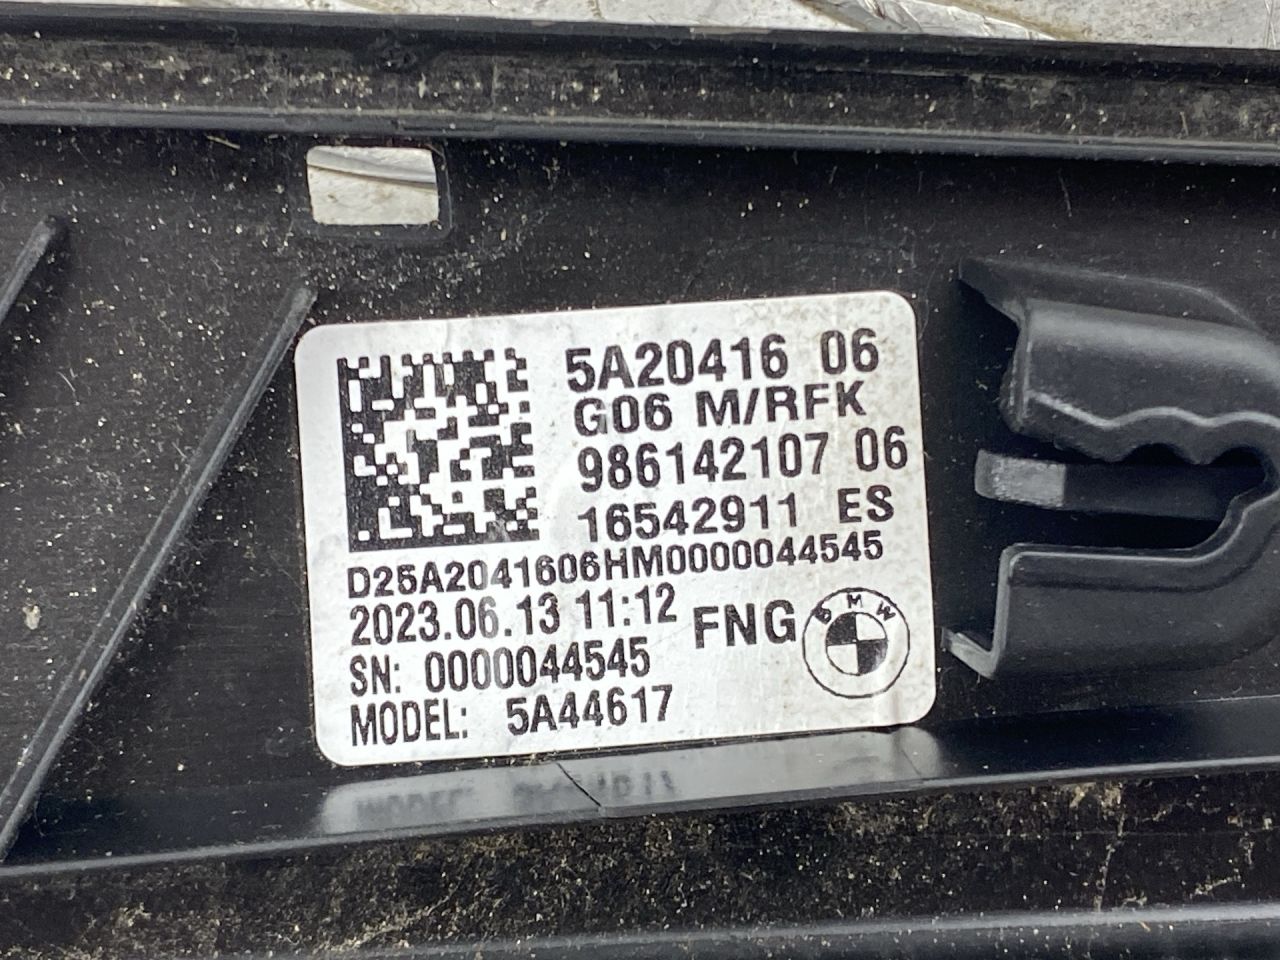 5A20416 06
G06 M/RFK
986142107 06
16542911 ES
D25A2041606HM0000044545
2023.06.13 11:12 FNG
BMW
SN: 0000044545
MODEL: 5A44617